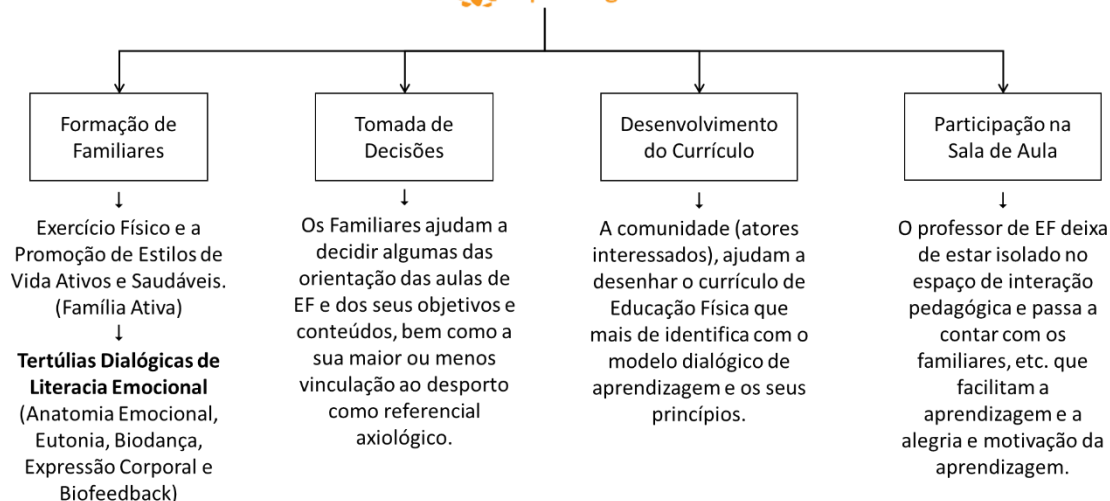 Formação de
Familiares
↓
Exercício Físico e a
Promoção de Estilos de
Vida Ativos e Saudáveis.
(Família Ativa)
↓
Tertúlias Dialógicas de
Literacia Emocional
(Anatomia Emocional,
Eutonia, Biodança,
Expressão Corporal e
Biofeedback)
Tomada de
Decisões
↓
Os Familiares ajudam a
decidir algumas das
orientação das aulas de
EF e dos seus objetivos e
conteúdos, bem como a
sua maior ou menos
vinculação ao desporto
como referencial
axiológico.
Desenvolvimento
do Currículo
↓
A comunidade (atores
interessados), ajudam a
desenhar o currículo de
Educação Física que
mais de identifica com o
modelo dialógico de
aprendizagem e os seus
princípios.
Participação na
Sala de Aula
↓
O professor de EF deixa
de estar isolado no
espaço de interação
pedagógica e passa a
contar com os
familiares, etc. que
facilitam a
aprendizagem e a
alegria e motivação da
aprendizagem.